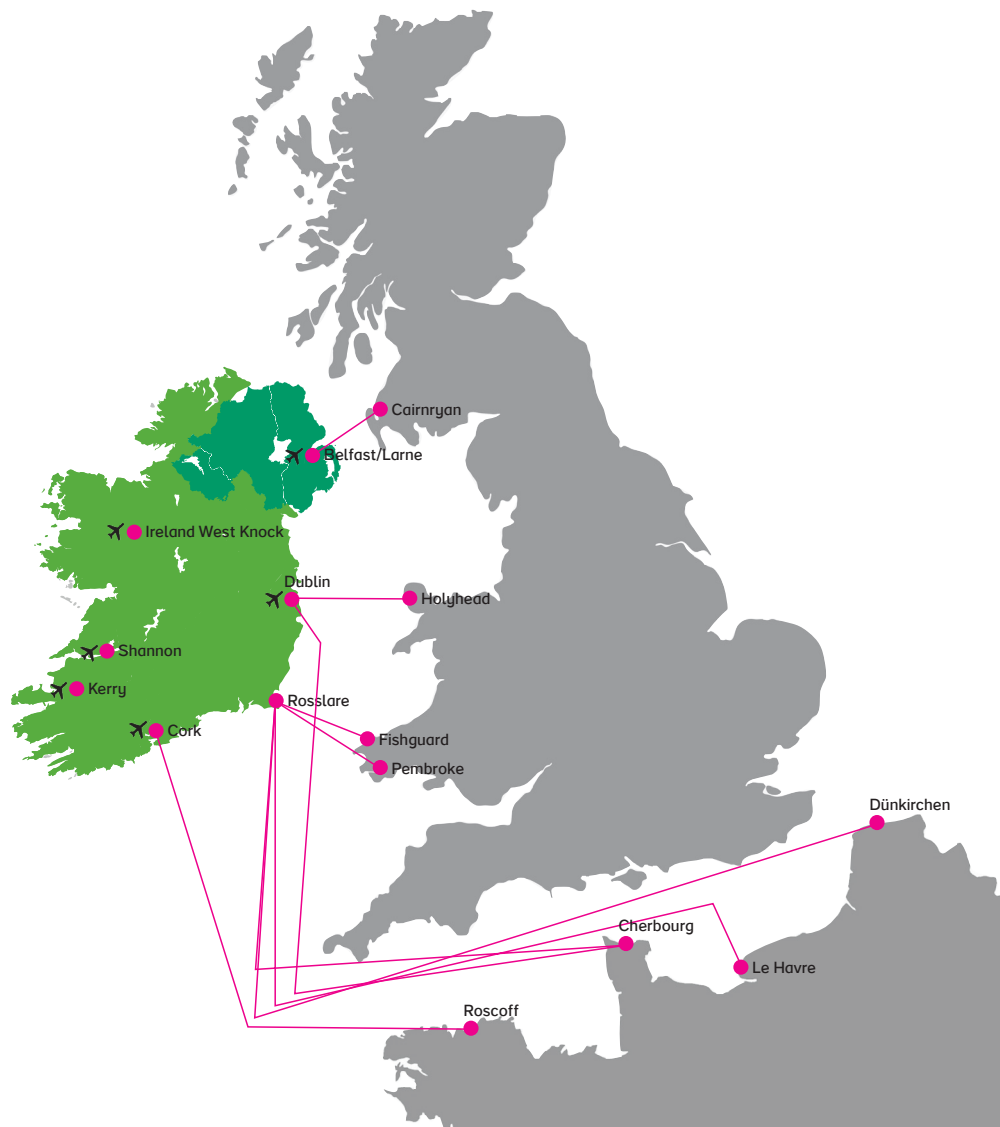 Cairnryan
Belfast/Larne
Ireland West Knock
Dublin
Holyhead
Shannon
Kerry
Rosslare
Cork
Fishguard
Pembroke
Dünkirchen
Cherbourg
Le Havre
Roscoff